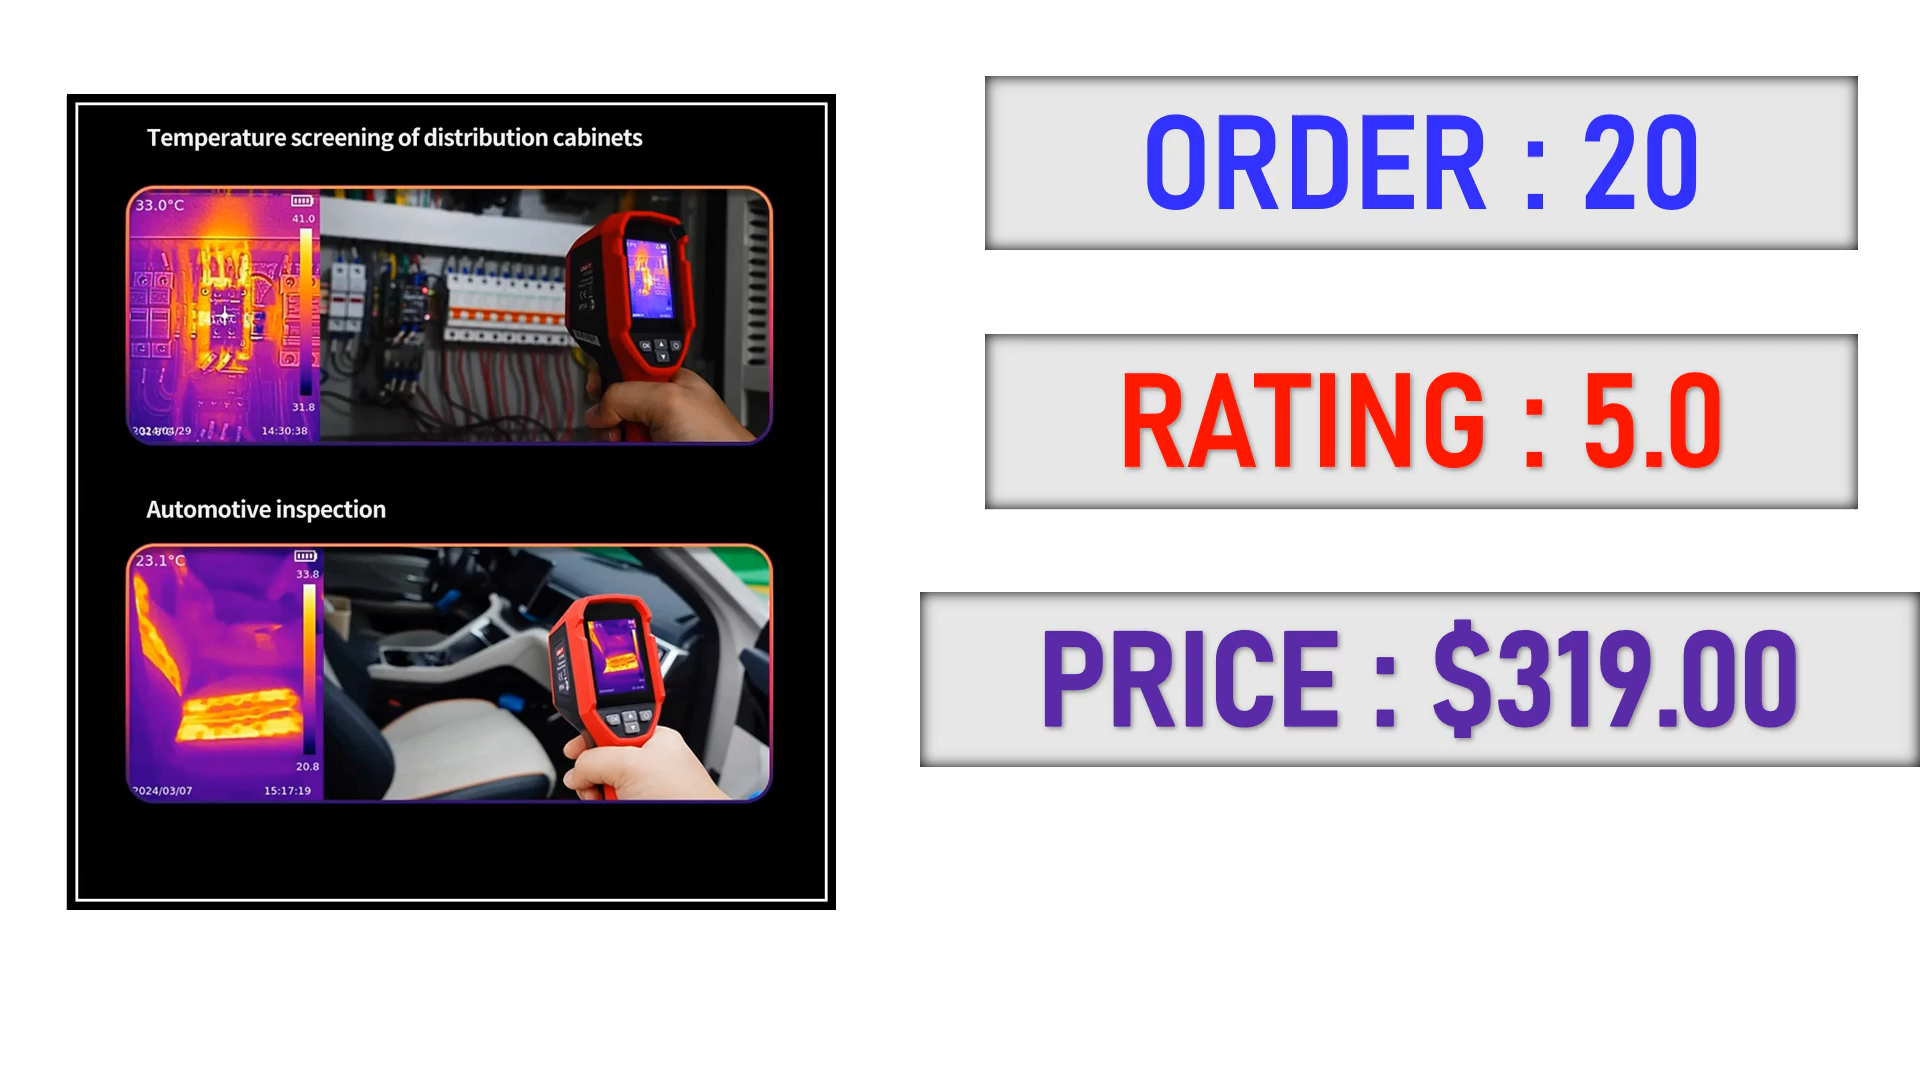 Temperature screening of distribution cabinets
33.0°C
41.0
31.8
14:30:38
Automotive inspection
23.1°C
33.8
20.8
2024/03/07
15:17:19
ORDER : 20
RATING : 5.0
PRICE : $319.00